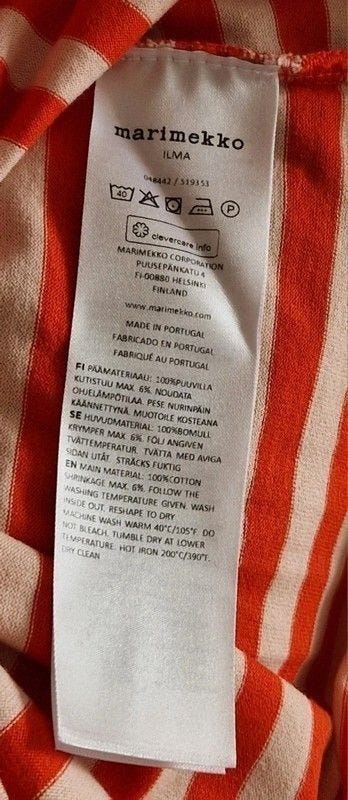 marimekko
ILMA
048442 / 519353
40 P
clevercare.info
MARIMEKKO CORPORATION
PUUSEPÄNKATU 4
FI-00880 HELSINKI
FINLAND
www.marimekko.com
MADE IN PORTUGAL
FABRICADO EN PORTUGAL
FABRIQUÉ AU PORTUGAL
FI PÄÄMATERIAALI: 100%PUUVILLA
KUTISTUU MAX. 6%. NOUDATA
OHJELÄMPÖTILAA. PESE NURINPÄIN
KÄÄNNETTYNÄ. MUOTOILE KOSTEANA
SE HUVUDMATERIAL: 100%BOMULL
KRYMPER MAX. 6%. FÖLJ ANGIVEN
TVÄTTEMPERATUR. TVÄTTA MED AVIGA
SIDAN UTÅT. STRÄCKS FUKTIG
EN MAIN MATERIAL: 100%COTTON
SHRINKAGE MAX. 6%. FOLLOW THE
WASHING TEMPERATURE GIVEN. WASH
INSIDE OUT. RESHAPE TO DRY
MACHINE WASH WARM 40°C/105°F. DO
NOT BLEACH. TUMBLE DRY AT LOWER
TEMPERATURE. HOT IRON 200°C/390°F.
DRY CLEAN